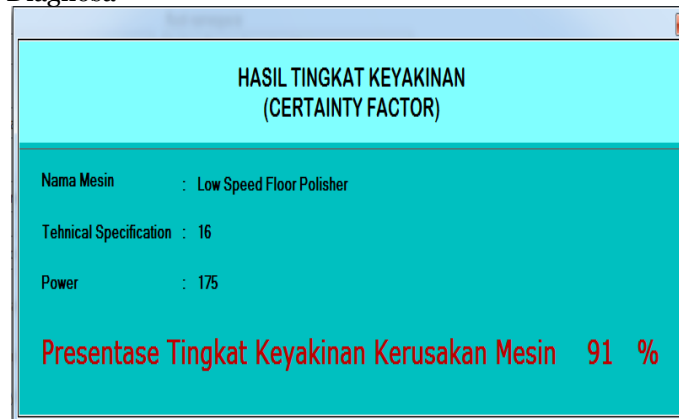 Diagnosa
HASIL TINGKAT KEYAKINAN
(CERTAINTY FACTOR)
Nama Mesin : Low Speed Floor Polisher
Tehnical Specification : 16
Power : 175
Presentase Tingkat Keyakinan Kerusakan Mesin 91 %